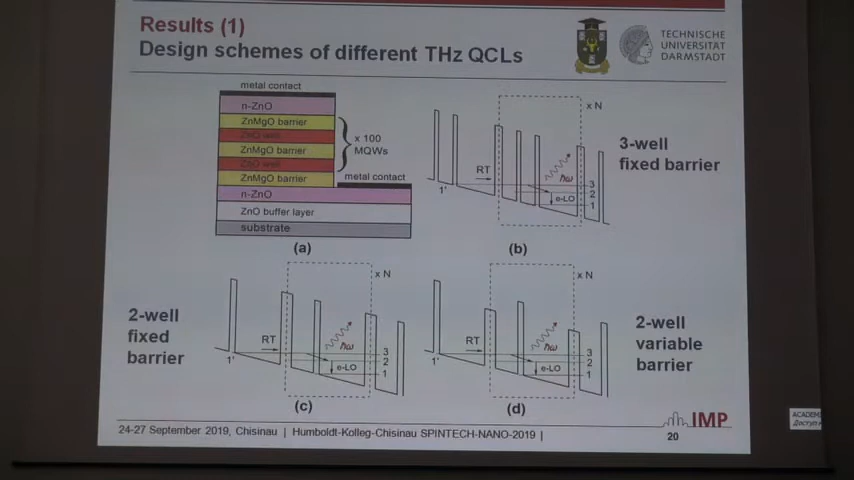 Results (1)
Design schemes of different THz QCLs
TECHNISCHE
UNIVERSITÄT
DARMSTADT
metal contact
n-ZnO
ZnMgO barrier
ZnO well
ZnMgO barrier
ZnO well
ZnMgO barrier
n-ZnO
ZnO buffer layer
substrate
x 100
MQWs
metal contact
(a)
x N
RT
ħω
3
2
1
e-LO
1'
(b)
3-well
fixed barrier
2-well
fixed
barrier
x N
RT
ħω
3
2
1
e-LO
1'
(c)
x N
RT
ħω
3
2
1
e-LO
1'
(d)
2-well
variable
barrier
24-27 September 2019, Chisinau | Humboldt-Kolleg-Chisinau SPINTECH-NANO-2019 |
20
IMP